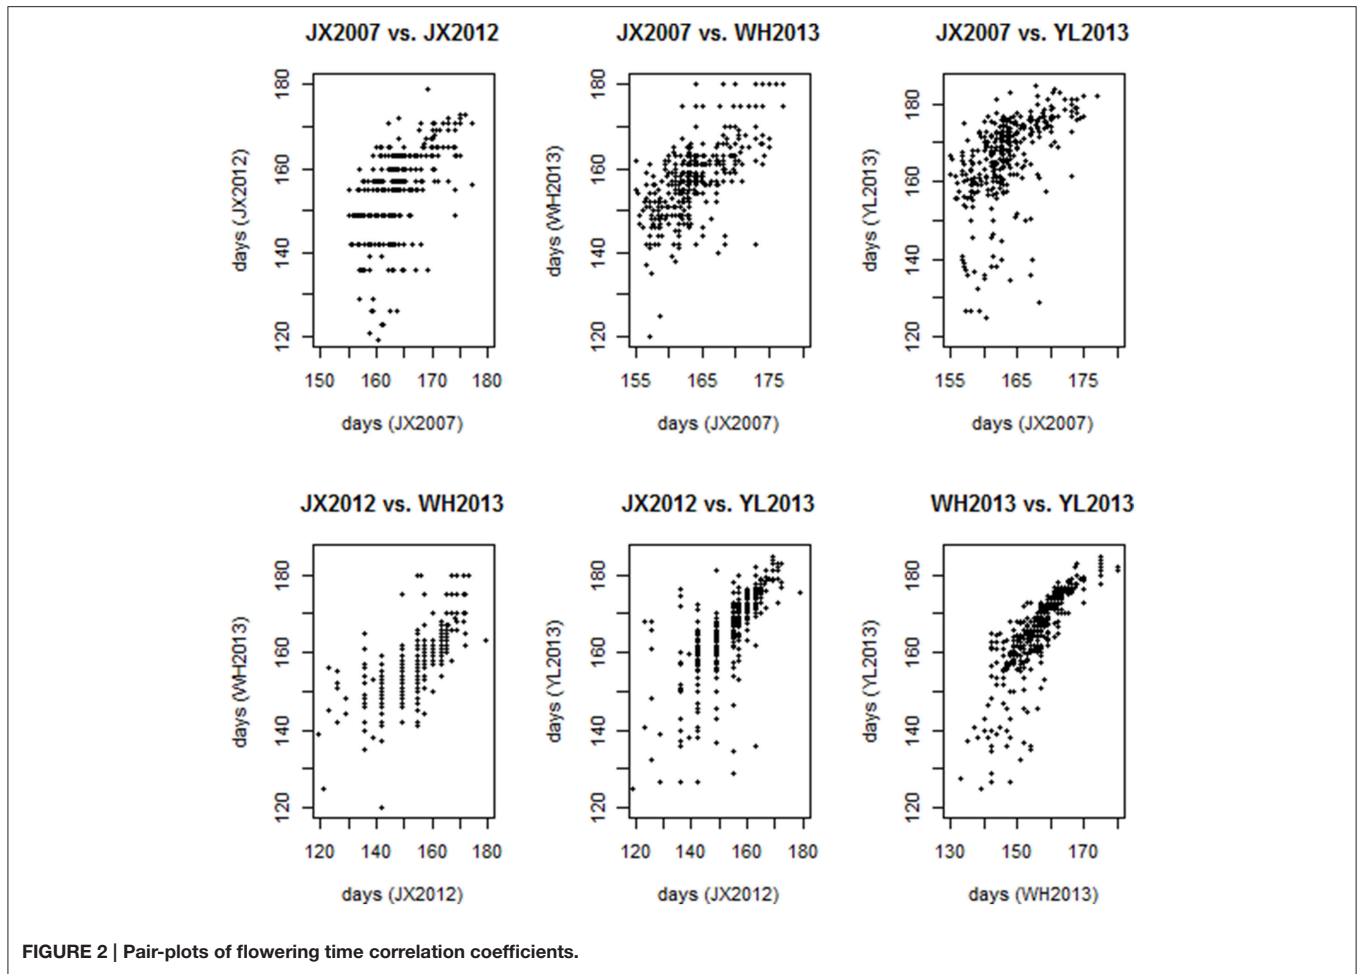 JX2007 vs. JX2012
JX2007 vs. WH2013
JX2007 vs. YL2013
days (JX2012)
180
160
140
120
150 160 170 180
days (JX2007)
days (WH2013)
180
160
140
120
155 165 175
days (JX2007)
days (YL2013)
180
160
140
120
155 165 175
days (JX2007)
JX2012 vs. WH2013
JX2012 vs. YL2013
WH2013 vs. YL2013
days (WH2013)
180
160
140
120
120 140 160 180
days (JX2012)
days (YL2013)
180
160
140
120
120 140 160 180
days (JX2012)
days (YL2013)
180
160
140
120
130 150 170
days (WH2013)
FIGURE 2 | Pair-plots of flowering time correlation coefficients.